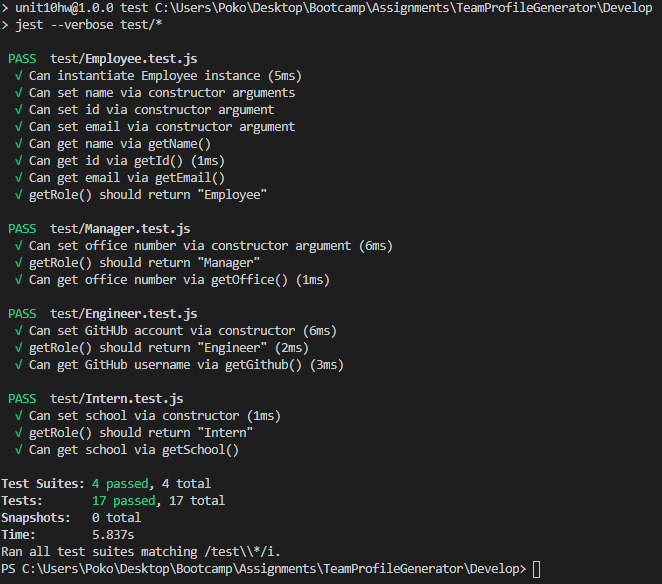 > unit10hw@1.0.0 test C:\Users\Poko\Desktop\Bootcamp\Assignments\TeamProfileGenerator\Develop
> jest --verbose test/*
PASS test/Employee.test.js
√ Can instantiate Employee instance (5ms)
√ Can set name via constructor arguments
√ Can set id via constructor argument
√ Can set email via constructor argument
√ Can get name via getName()
√ Can get id via getId() (1ms)
√ Can get email via getEmail()
√ getRole() should return "Employee"
PASS test/Manager.test.js
√ Can set office number via constructor argument (6ms)
√ getRole() should return "Manager"
√ Can get office number via getOffice() (1ms)
PASS test/Engineer.test.js
√ Can set GitHUb account via constructor (6ms)
√ getRole() should return "Engineer" (2ms)
√ Can get GitHub username via getGithub() (3ms)
PASS test/Intern.test.js
√ Can set school via constructor (1ms)
√ getRole() should return "Intern"
√ Can get school via getSchool()
Test Suites: 4 passed, 4 total
Tests: 17 passed, 17 total
Snapshots: 0 total
Time: 5.837s
Ran all test suites matching /test\\*/i.
PS C:\Users\Poko\Desktop\Bootcamp\Assignments\TeamProfileGenerator\Develop>